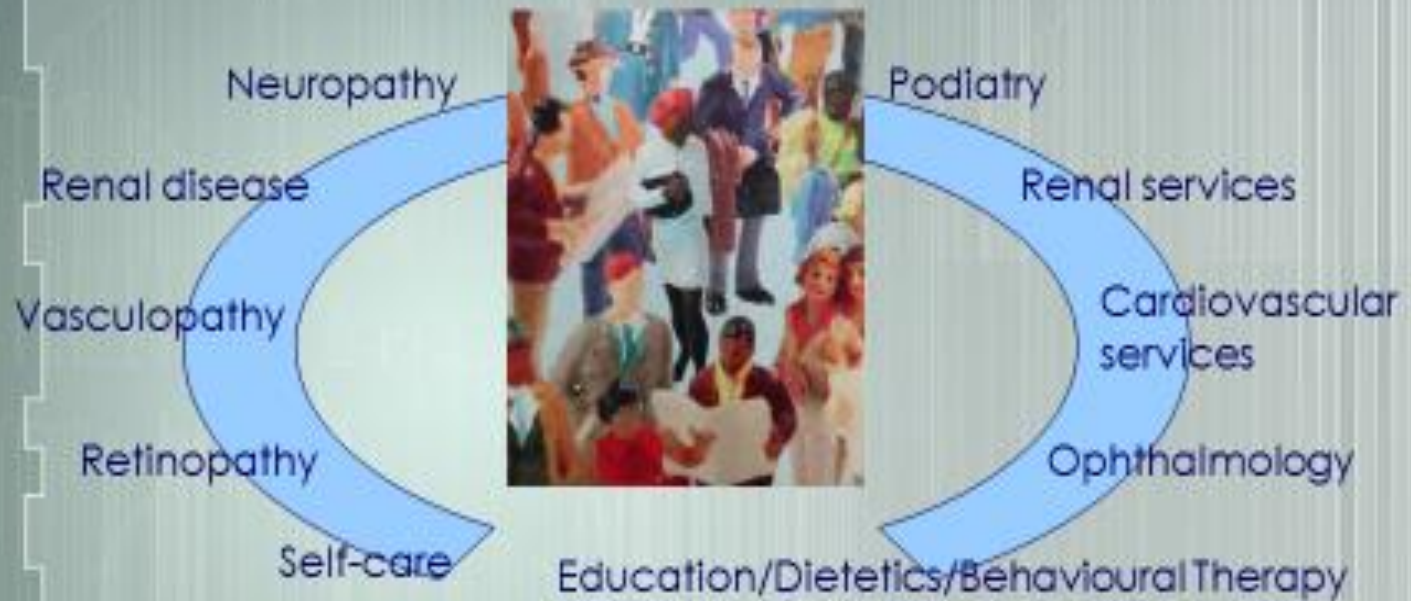 Neuropathy
Podiatry
Renal disease
Renal services
Vasculopathy
Cardiovascular
services
Retinopathy
Ophthalmology
Self-care
Education/Dietetics/Behavioural Therapy